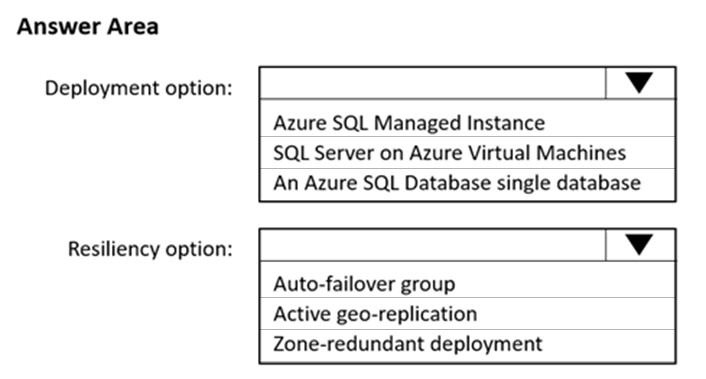 Answer Area
Deployment option:
Azure SQL Managed Instance
SQL Server on Azure Virtual Machines
An Azure SQL Database single database
Resiliency option:
Auto-failover group
Active geo-replication
Zone-redundant deployment